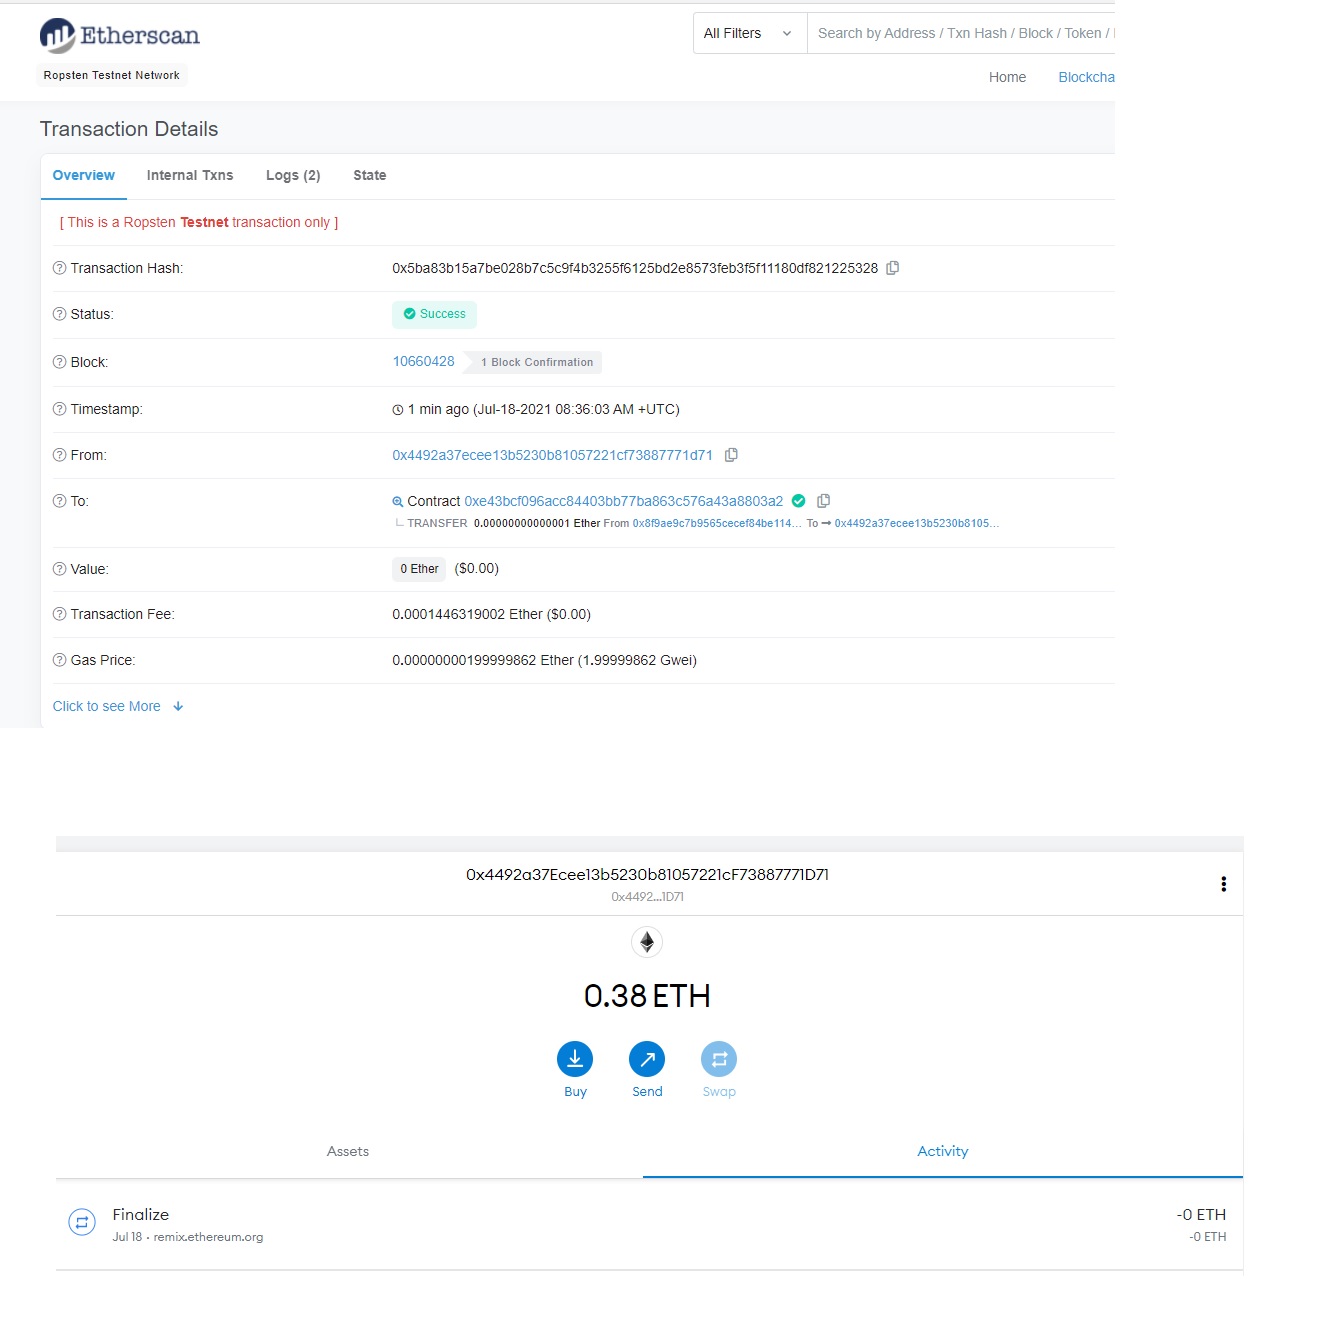 Etherscan
All Filters
Search by Address / Txn Hash / Block / Token /
Ropsten Testnet Network
Home Blockcha
Transaction Details
Overview Internal Txns Logs (2) State
[ This is a Ropsten Testnet transaction only ]
Transaction Hash: 0x5ba83b15a7be028b7c5c9f4b3255f6125bd2e8573feb3f5f11180df821225328
Status: Success
Block: 10660428 1 Block Confirmation
Timestamp: 1 min ago (Jul-18-2021 08:36:03 AM +UTC)
From: 0x4492a37ecee13b5230b81057221cf73887771d71
To: Contract 0xe43bcf096acc84403bb77ba863c576a43a8803a2
TRANSFER 0.00000000000001 Ether From 0x8f9ae9c7b9565cecef84be114... To → 0x4492a37ecee13b5230b8105...
Value: 0 Ether ($0.00)
Transaction Fee: 0.0001446319002 Ether ($0.00)
Gas Price: 0.00000000199999862 Ether (1.99999862 Gwei)
Click to see More
0x4492a37Ecee13b5230b81057221cF73887771D71
0x4492...1D71
0.38 ETH
Buy Send Swap
Assets Activity
Finalize -0 ETH
Jul 18 · remix.ethereum.org -0 ETH